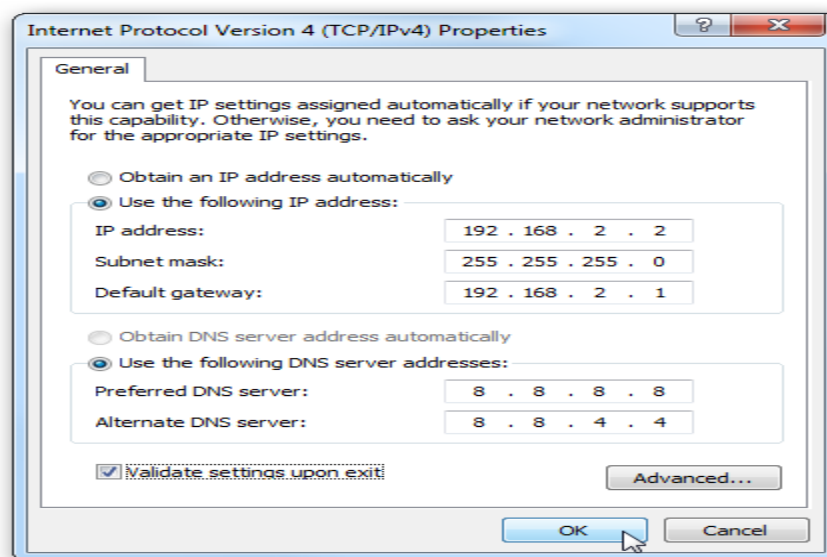 Internet Protocol Version 4 (TCP/IPv4) Properties
General
You can get IP settings assigned automatically if your network supports
this capability. Otherwise, you need to ask your network administrator
for the appropriate IP settings.
Obtain an IP address automatically
Use the following IP address:
IP address: 192 . 168 . 2 . 2
Subnet mask: 255 . 255 . 255 . 0
Default gateway: 192 . 168 . 2 . 1
Obtain DNS server address automatically
Use the following DNS server addresses:
Preferred DNS server: 8 . 8 . 8 . 8
Alternate DNS server: 8 . 8 . 4 . 4
Validate settings upon exit
Advanced...
OK Cancel